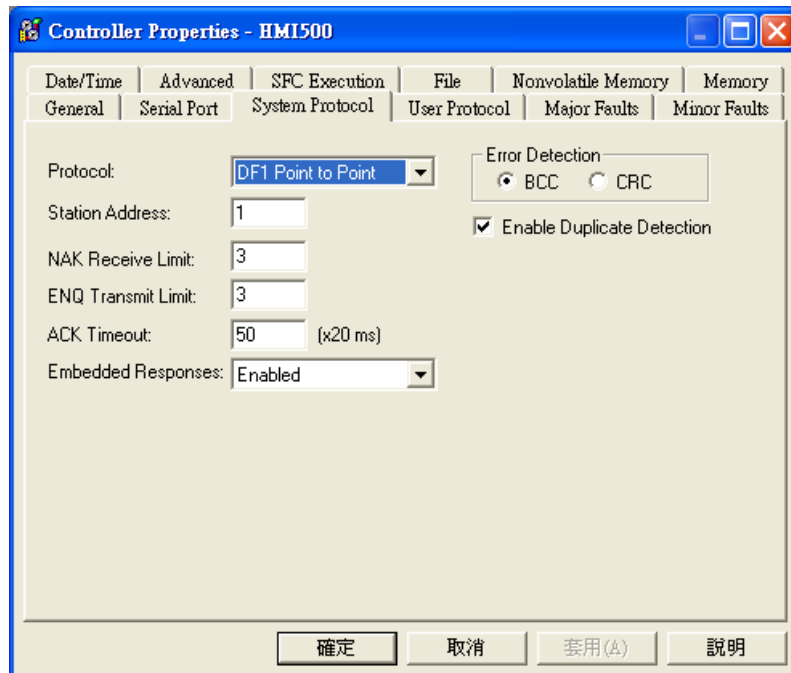 Controller Properties - HMI500
Date/Time Advanced SFC Execution File Nonvolatile Memory Memory
General Serial Port System Protocol User Protocol Major Faults Minor Faults
Protocol: DF1 Point to Point
Error Detection
BCC CRC
Station Address: 1
Enable Duplicate Detection
NAK Receive Limit: 3
ENQ Transmit Limit: 3
ACK Timeout: 50 (x20 ms)
Embedded Responses: Enabled
確定 取消 套用(A) 說明